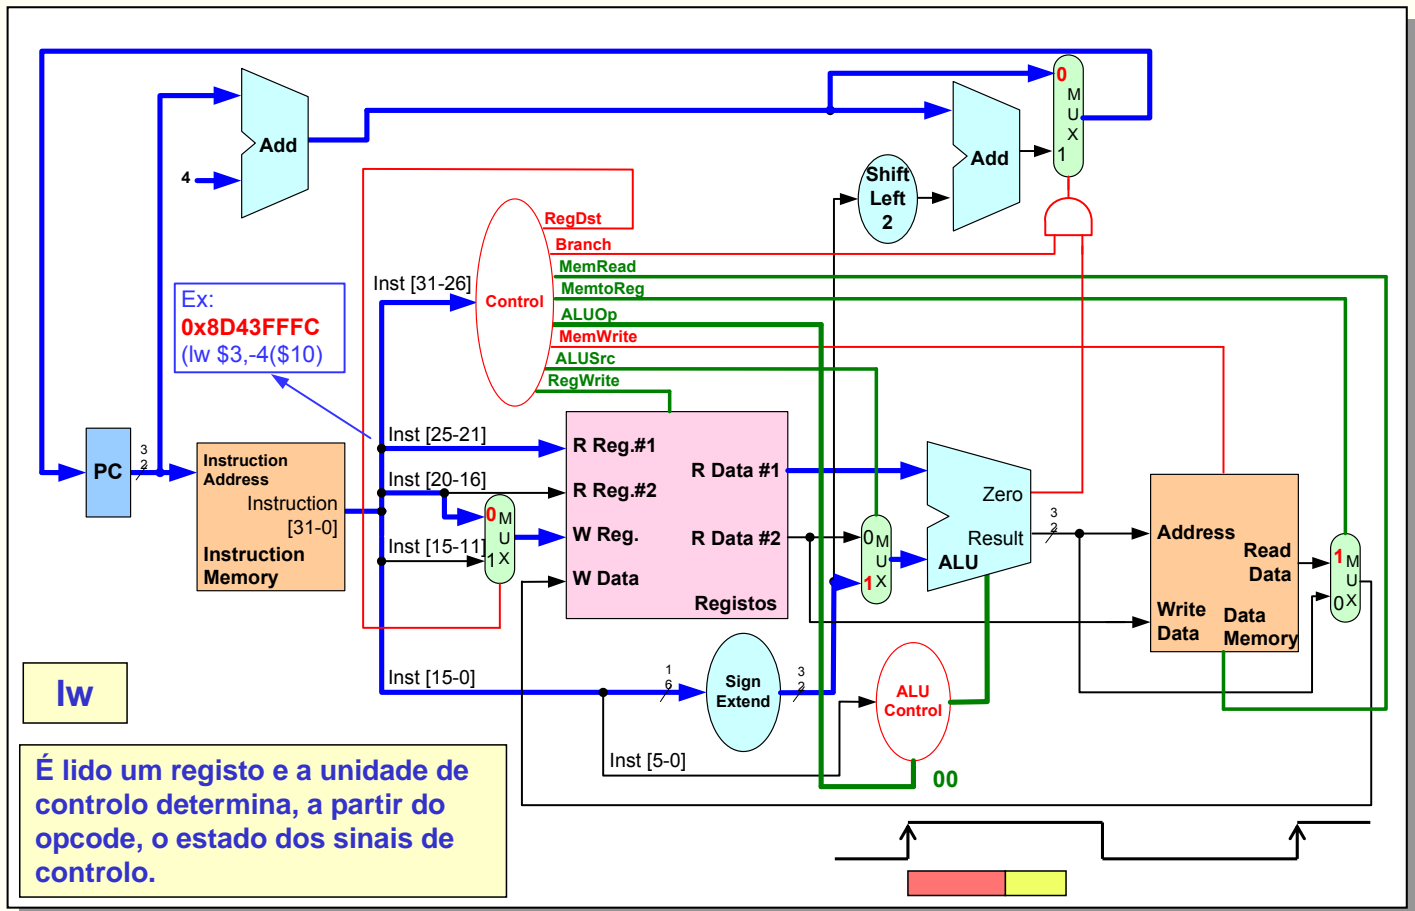 0
M
U
X
1
Add
4
Add
Shift
Left
2
RegDst
Branch
MemRead
MemtoReg
ALUOp
MemWrite
ALUSrc
RegWrite
Inst [31-26]
Control
Ex:
0x8D43FFFC
(lw $3,-4($10)
Inst [25-21]
Inst [20-16]
Inst [15-11]
PC
32
Instruction
Address
Instruction
[31-0]
Instruction
Memory
0
M
U
1
X
R Reg.#1
R Reg.#2
W Reg.
W Data
R Data #1
R Data #2
Registos
0
M
U
1
X
Zero
Result
ALU
32
Address
Read
Data
Write
Data
Data
Memory
1
M
U
0
X
lw
Inst [15-0]
16
Sign
Extend
32
ALU
Control
Inst [5-0]
00
É lido um registo e a unidade de
controlo determina, a partir do
opcode, o estado dos sinais de
controlo.